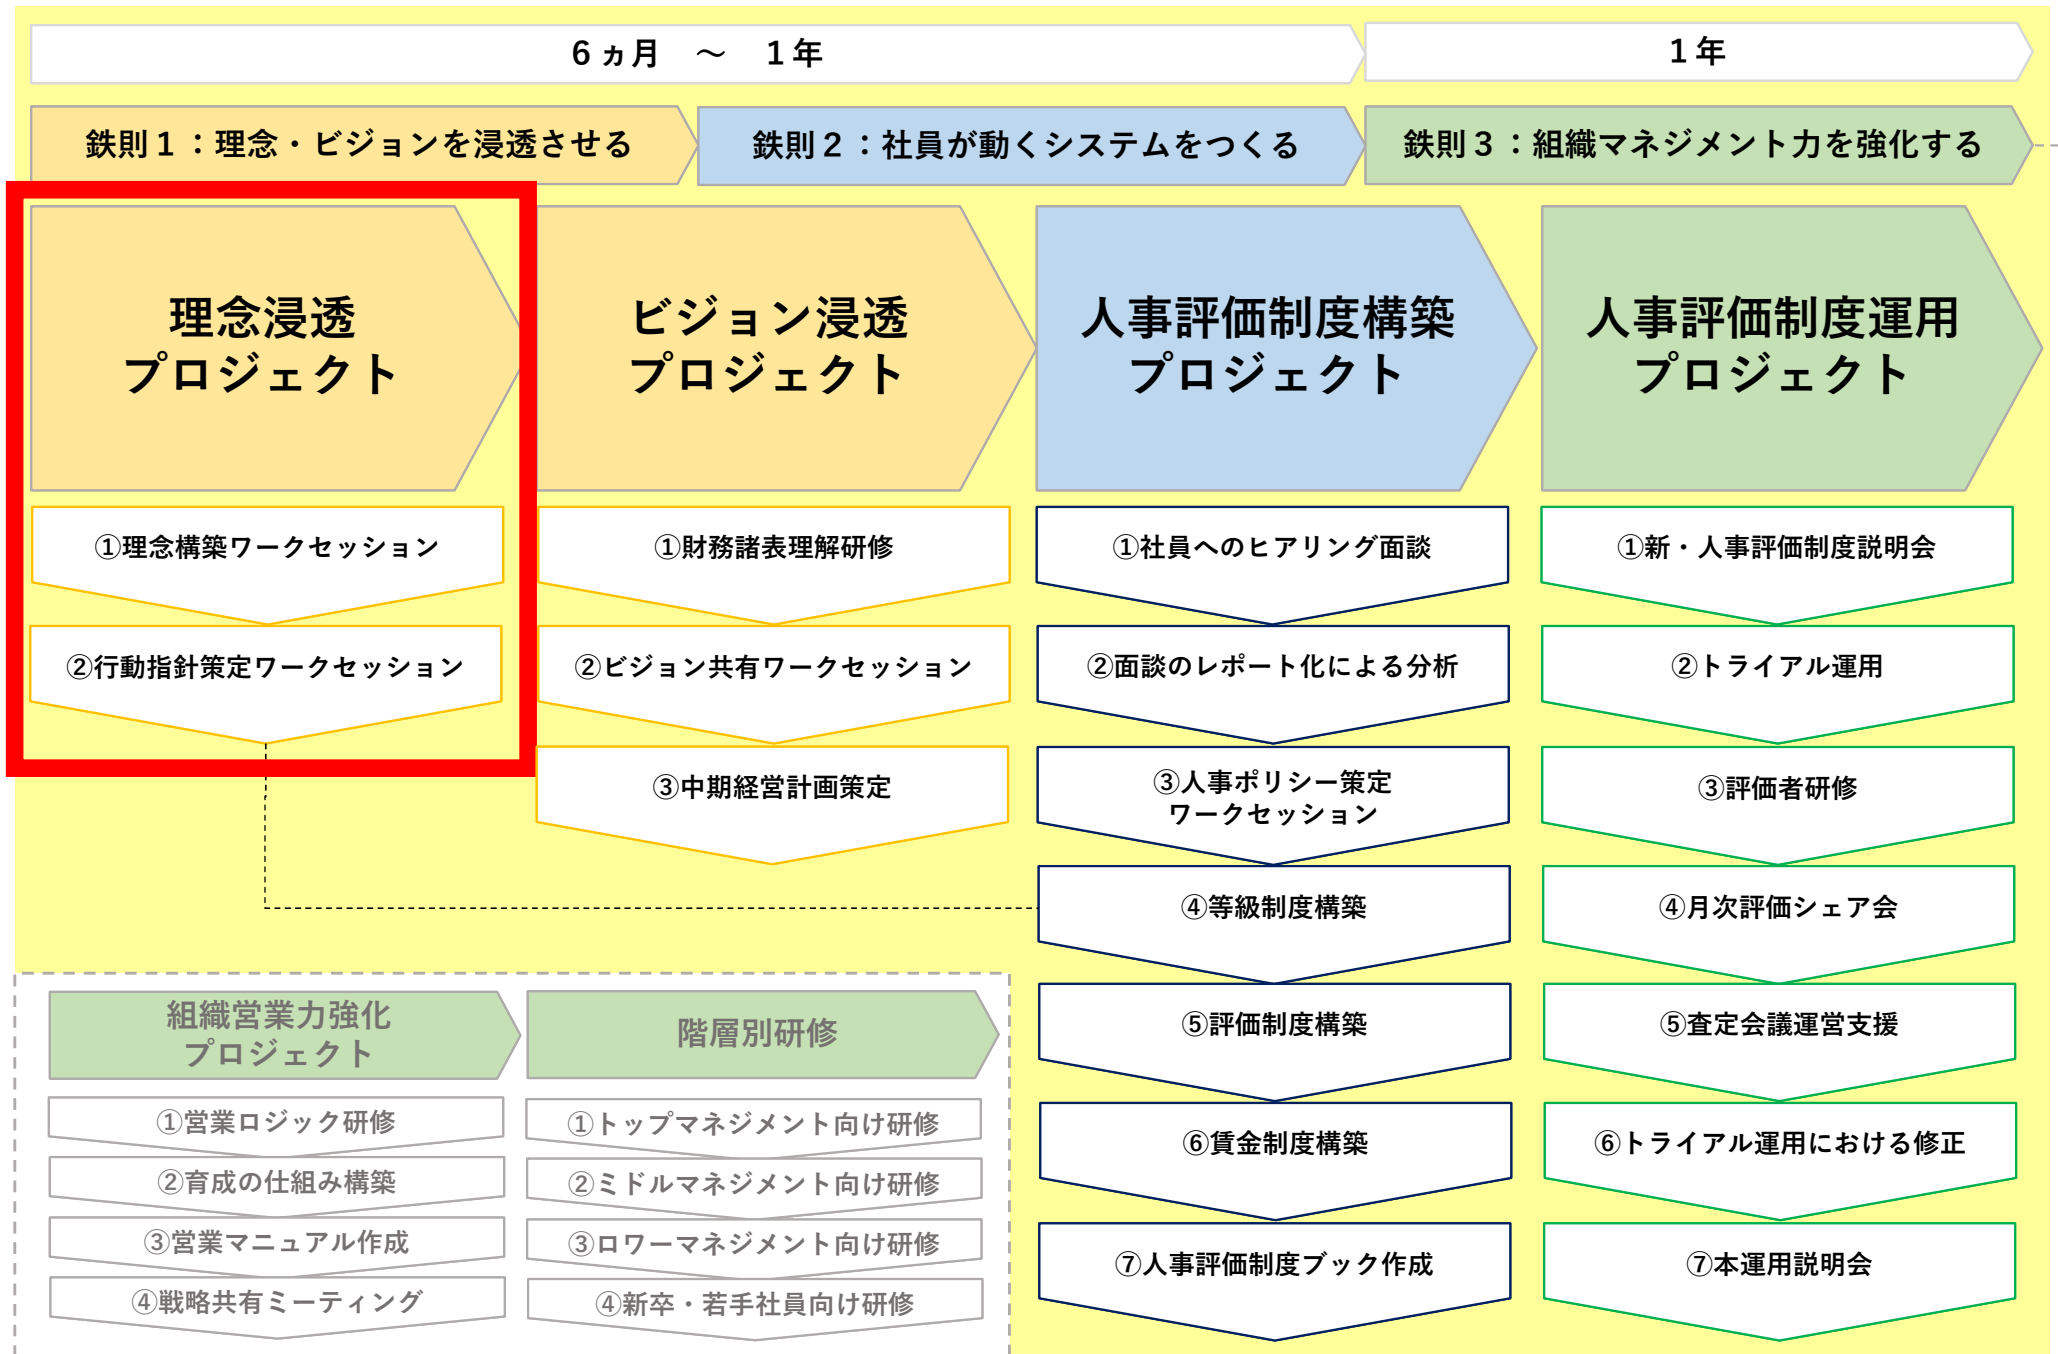 6ヵ月　～　1年
1年
鉄則1：理念・ビジョンを浸透させる
鉄則2：社員が動くシステムをつくる
鉄則3：組織マネジメント力を強化する
理念浸透
プロジェクト
①理念構築ワークセッション
②行動指針策定ワークセッション
ビジョン浸透
プロジェクト
①財務諸表理解研修
②ビジョン共有ワークセッション
③中期経営計画策定
人事評価制度構築
プロジェクト
①社員へのヒアリング面談
②面談のレポート化による分析
③人事ポリシー策定
ワークセッション
④等級制度構築
⑤評価制度構築
⑥賃金制度構築
⑦人事評価制度ブック作成
人事評価制度運用
プロジェクト
①新・人事評価制度説明会
②トライアル運用
③評価者研修
④月次評価シェア会
⑤査定会議運営支援
⑥トライアル運用における修正
⑦本運用説明会
組織営業力強化
プロジェクト
①営業ロジック研修
②育成の仕組み構築
③営業マニュアル作成
④戦略共有ミーティング
階層別研修
①トップマネジメント向け研修
②ミドルマネジメント向け研修
③ロワーマネジメント向け研修
④新卒・若手社員向け研修